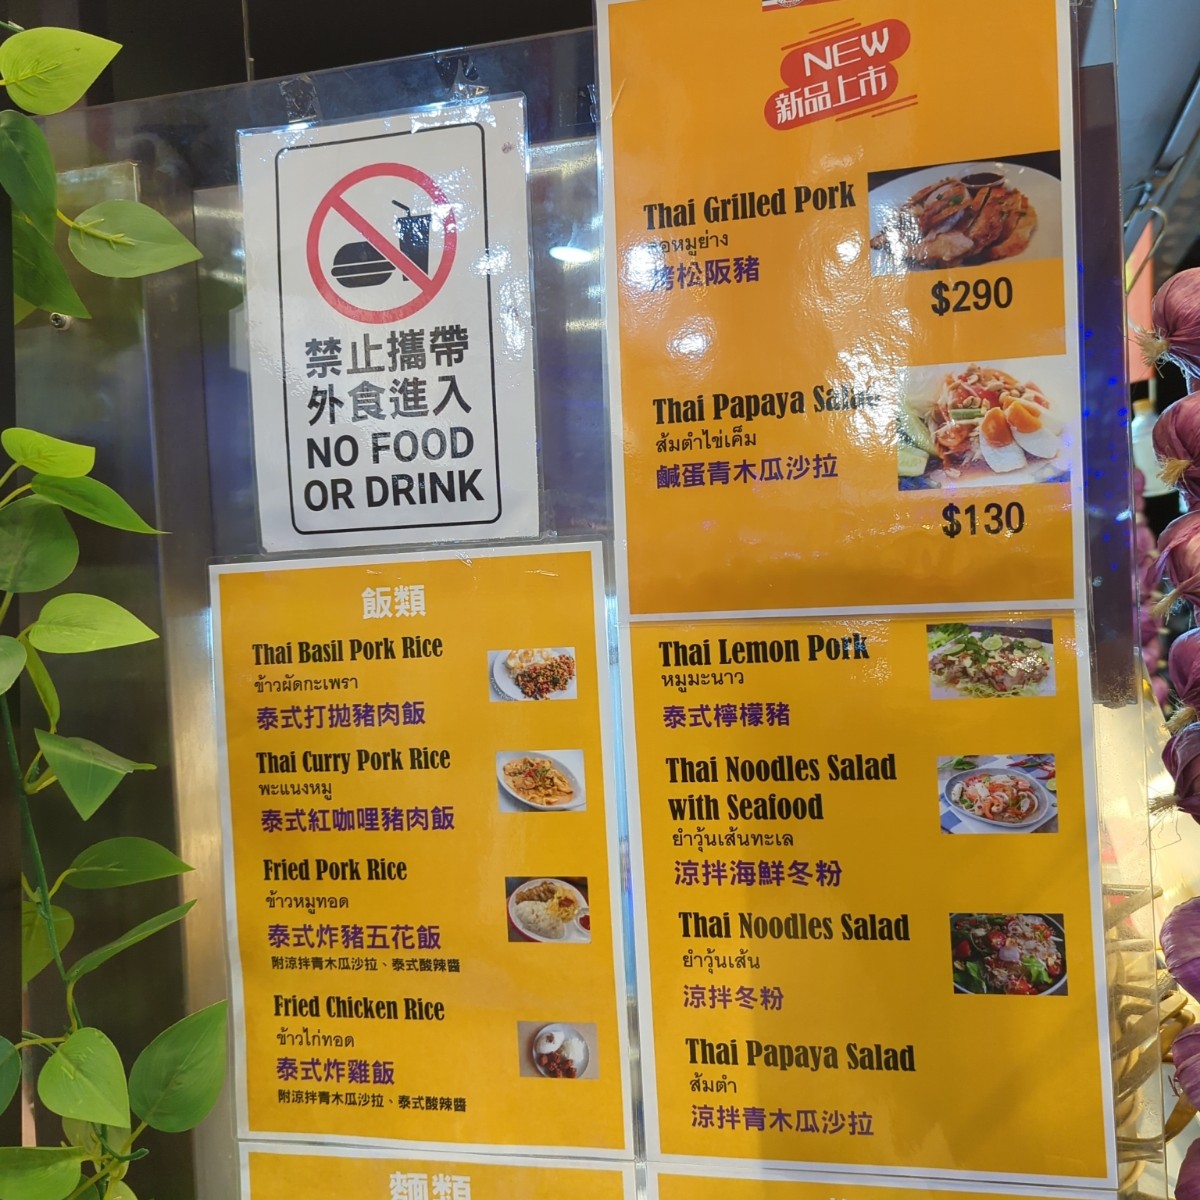 禁止攜帶
外食進入
NO FOOD
OR DRINK
NEW
新品上市
Thai Grilled Pork
คอหมูย่าง
烤松阪豬
$290
Thai Papaya Salad
ส้มตำไข่เค็ม
鹹蛋青木瓜沙拉
$130
飯類
Thai Basil Pork Rice
ข้าวผัดกะเพรา
泰式打拋豬肉飯
Thai Curry Pork Rice
พะแนงหมู
泰式紅咖哩豬肉飯
Fried Pork Rice
ข้าวหมูทอด
泰式炸豬五花飯
附涼拌青木瓜沙拉、泰式酸辣醬
Fried Chicken Rice
ข้าวไก่ทอด
泰式炸雞飯
附涼拌青木瓜沙拉、泰式酸辣醬
Thai Lemon Pork
หมูมะนาว
泰式檸檬豬
Thai Noodles Salad
with Seafood
ยำวุ้นเส้นทะเล
涼拌海鮮冬粉
Thai Noodles Salad
ยำวุ้นเส้น
涼拌冬粉
Thai Papaya Salad
ส้มตำ
涼拌青木瓜沙拉
麵類